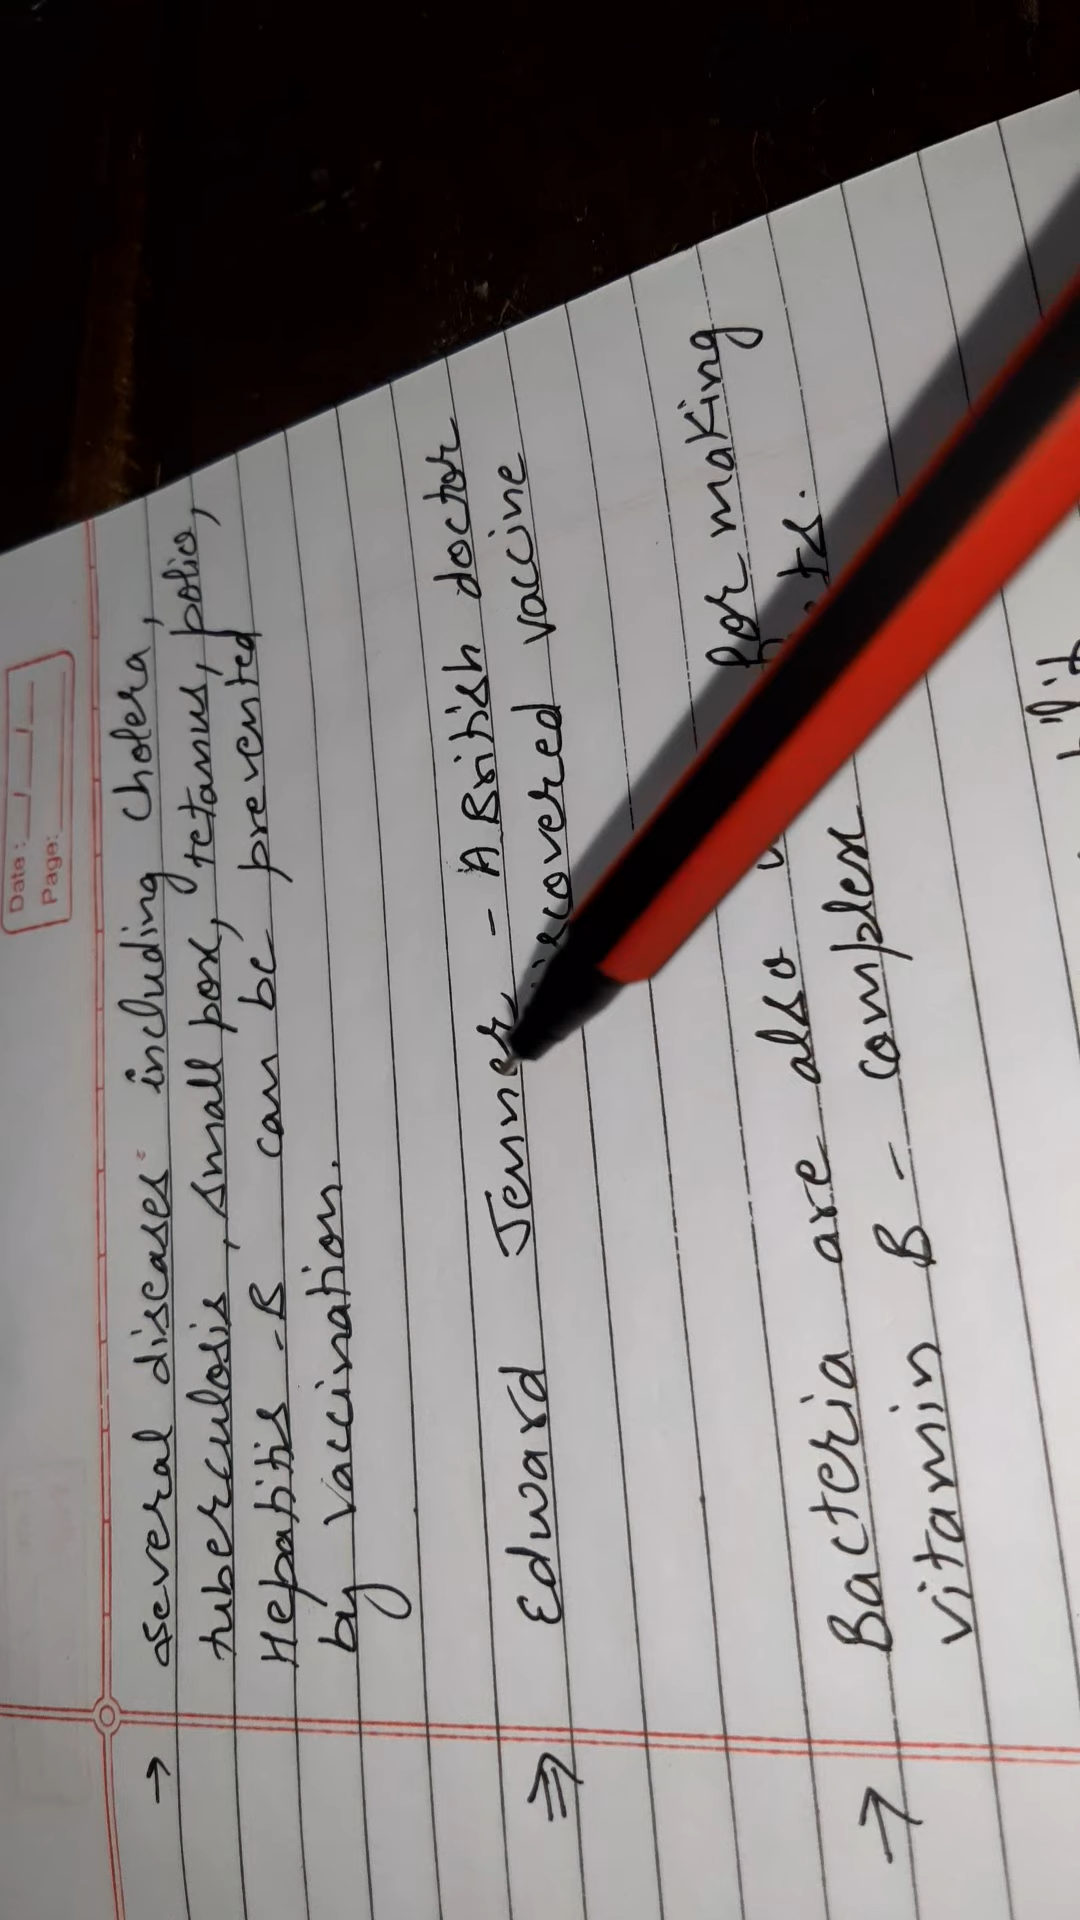 Date:
Page:
→ several diseases including cholera,
tuberculosis, small pox, tetanus, polio,
Hepatitis-B can be prevented
by vaccination.
⇒ Edward Jenner - A British doctor
discovered vaccine
→ Bacteria are also for making
vitamin B - complex